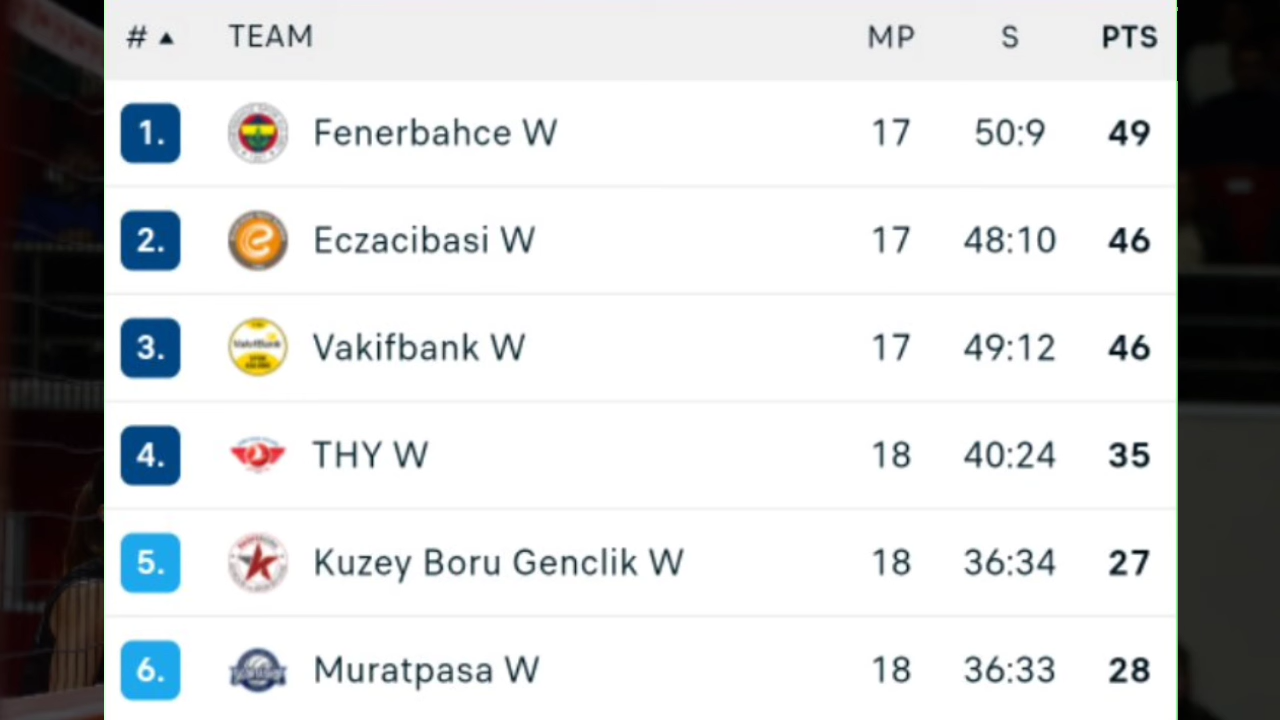 # ▲ TEAM MP S PTS
1. Fenerbahce W 17 50:9 49
2. Eczacibasi W 17 48:10 46
3. Vakifbank W 17 49:12 46
4. THY W 18 40:24 35
5. Kuzey Boru Genclik W 18 36:34 27
6. Muratpasa W 18 36:33 28